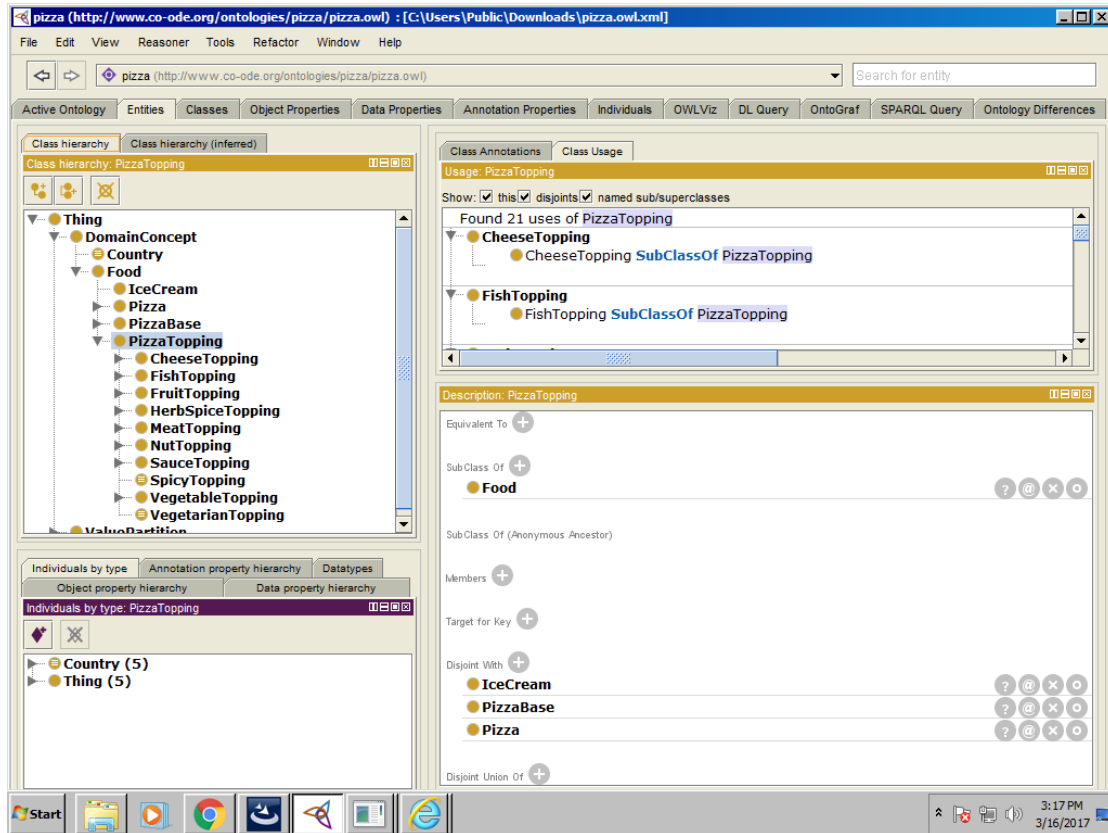 pizza (http://www.co-ode.org/ontologies/pizza/pizza.owl) : [C:\Users\Public\Downloads\pizza.owl.xml]
File Edit View Reasoner Tools Refactor Window Help
pizza (http://www.co-ode.org/ontologies/pizza/pizza.owl)
Search for entity
Active Ontology Entities Classes Object Properties Data Properties Annotation Properties Individuals OWLViz DL Query OntoGraf SPARQL Query Ontology Differences
Class hierarchy Class hierarchy (inferred)
Class hierarchy: PizzaTopping
Thing
DomainConcept
Country
Food
IceCream
Pizza
PizzaBase
PizzaTopping
CheeseTopping
FishTopping
FruitTopping
HerbSpiceTopping
MeatTopping
NutTopping
SauceTopping
SpicyTopping
VegetableTopping
VegetarianTopping
ValuePartition
Individuals by type Annotation property hierarchy Datatypes
Object property hierarchy Data property hierarchy
Individuals by type: PizzaTopping
Country (5)
Thing (5)
Class Annotations Class Usage
Usage: PizzaTopping
Show: this disjoints named sub/superclasses
Found 21 uses of PizzaTopping
CheeseTopping
CheeseTopping SubClassOf PizzaTopping
FishTopping
FishTopping SubClassOf PizzaTopping
Description: PizzaTopping
Equivalent To
SubClass Of
Food
SubClass Of (Anonymous Ancestor)
Members
Target for Key
Disjoint With
IceCream
PizzaBase
Pizza
Disjoint Union Of
Start
3:17 PM
3/16/2017